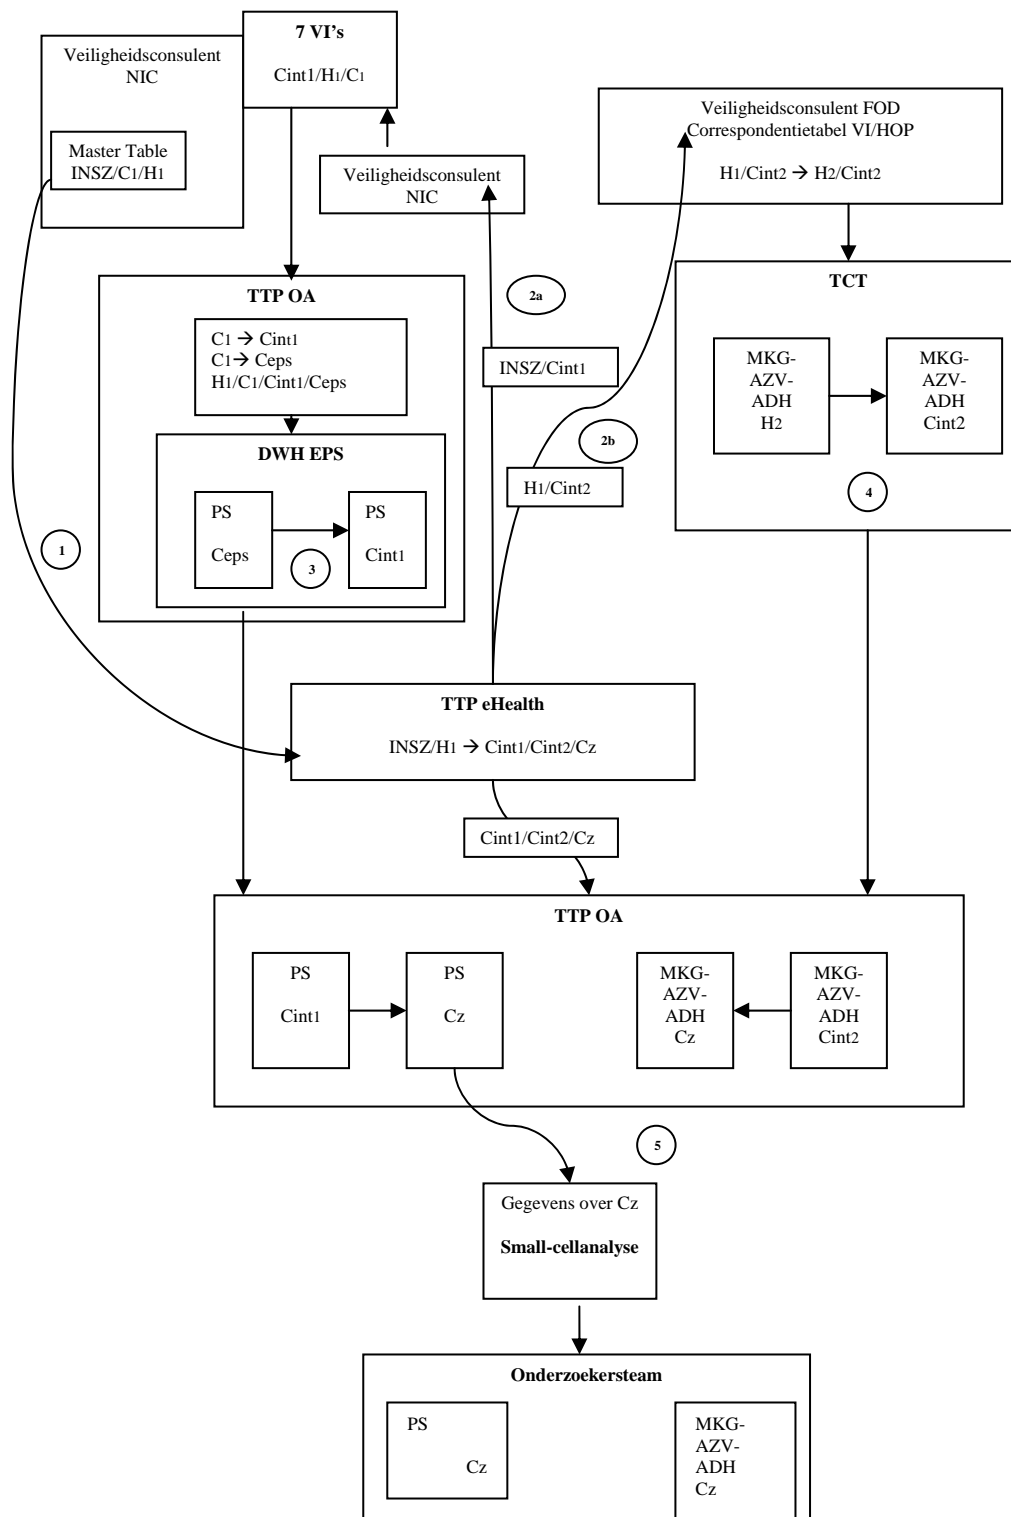 7 VI's
Cint1/H1/C1
Veiligheidsconsulent
NIC
Master Table
INSZ/C1/H1
Veiligheidsconsulent
NIC
Veiligheidsconsulent FOD
Correspondentietabel VI/HOP
H1/Cint2 → H2/Cint2
TTP OA
C1 → Cint1
C1→ Ceps
H1/C1/Cint1/Ceps
DWH EPS
PS
Ceps
PS
Cint1
3
1
2a
INSZ/Cint1
2b
H1/Cint2
TCT
MKG-
AZV-
ADH
H2
MKG-
AZV-
ADH
Cint2
4
TTP eHealth
INSZ/H1 → Cint1/Cint2/Cz
Cint1/Cint2/Cz
TTP OA
PS
Cint1
PS
Cz
MKG-
AZV-
ADH
Cz
MKG-
AZV-
ADH
Cint2
5
Gegevens over Cz
Small-cellanalyse
Onderzoekersteam
PS
Cz
MKG-
AZV-
ADH
Cz